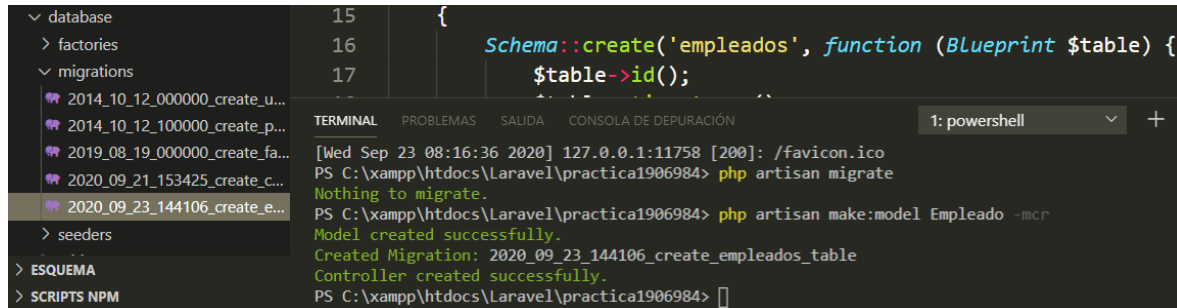 database
factories
migrations
2014_10_12_000000_create_u...
2014_10_12_100000_create_p...
2019_08_19_000000_create_fa...
2020_09_21_153425_create_c...
2020_09_23_144106_create_e...
seeders
ESQUEMA
SCRIPTS NPM
15 {
16 Schema::create('empleados', function (Blueprint $table) {
17 $table->id();
TERMINAL PROBLEMAS SALIDA CONSOLA DE DEPURACIÓN 1: powershell
[Wed Sep 23 08:16:36 2020] 127.0.0.1:11758 [200]: /favicon.ico
PS C:\xampp\htdocs\Laravel\practica1906984> php artisan migrate
Nothing to migrate.
PS C:\xampp\htdocs\Laravel\practica1906984> php artisan make:model Empleado -mcr
Model created successfully.
Created Migration: 2020_09_23_144106_create_empleados_table
Controller created successfully.
PS C:\xampp\htdocs\Laravel\practica1906984>